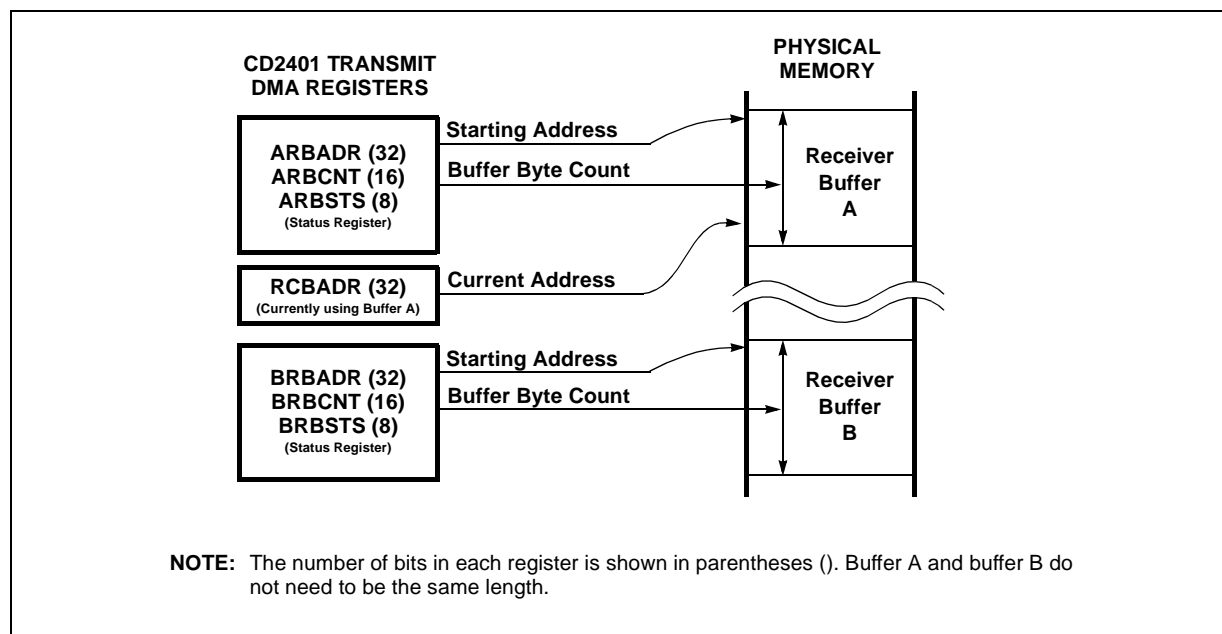 CD2401 TRANSMIT
DMA REGISTERS
PHYSICAL
MEMORY
ARBADR (32)
ARBCNT (16)
ARBSTS (8)
(Status Register)
Starting Address
Buffer Byte Count
Receiver
Buffer
A
RCBADR (32)
(Currently using Buffer A)
Current Address
BRBADR (32)
BRBCNT (16)
BRBSTS (8)
(Status Register)
Starting Address
Buffer Byte Count
Receiver
Buffer
B
NOTE: The number of bits in each register is shown in parentheses (). Buffer A and buffer B do
not need to be the same length.